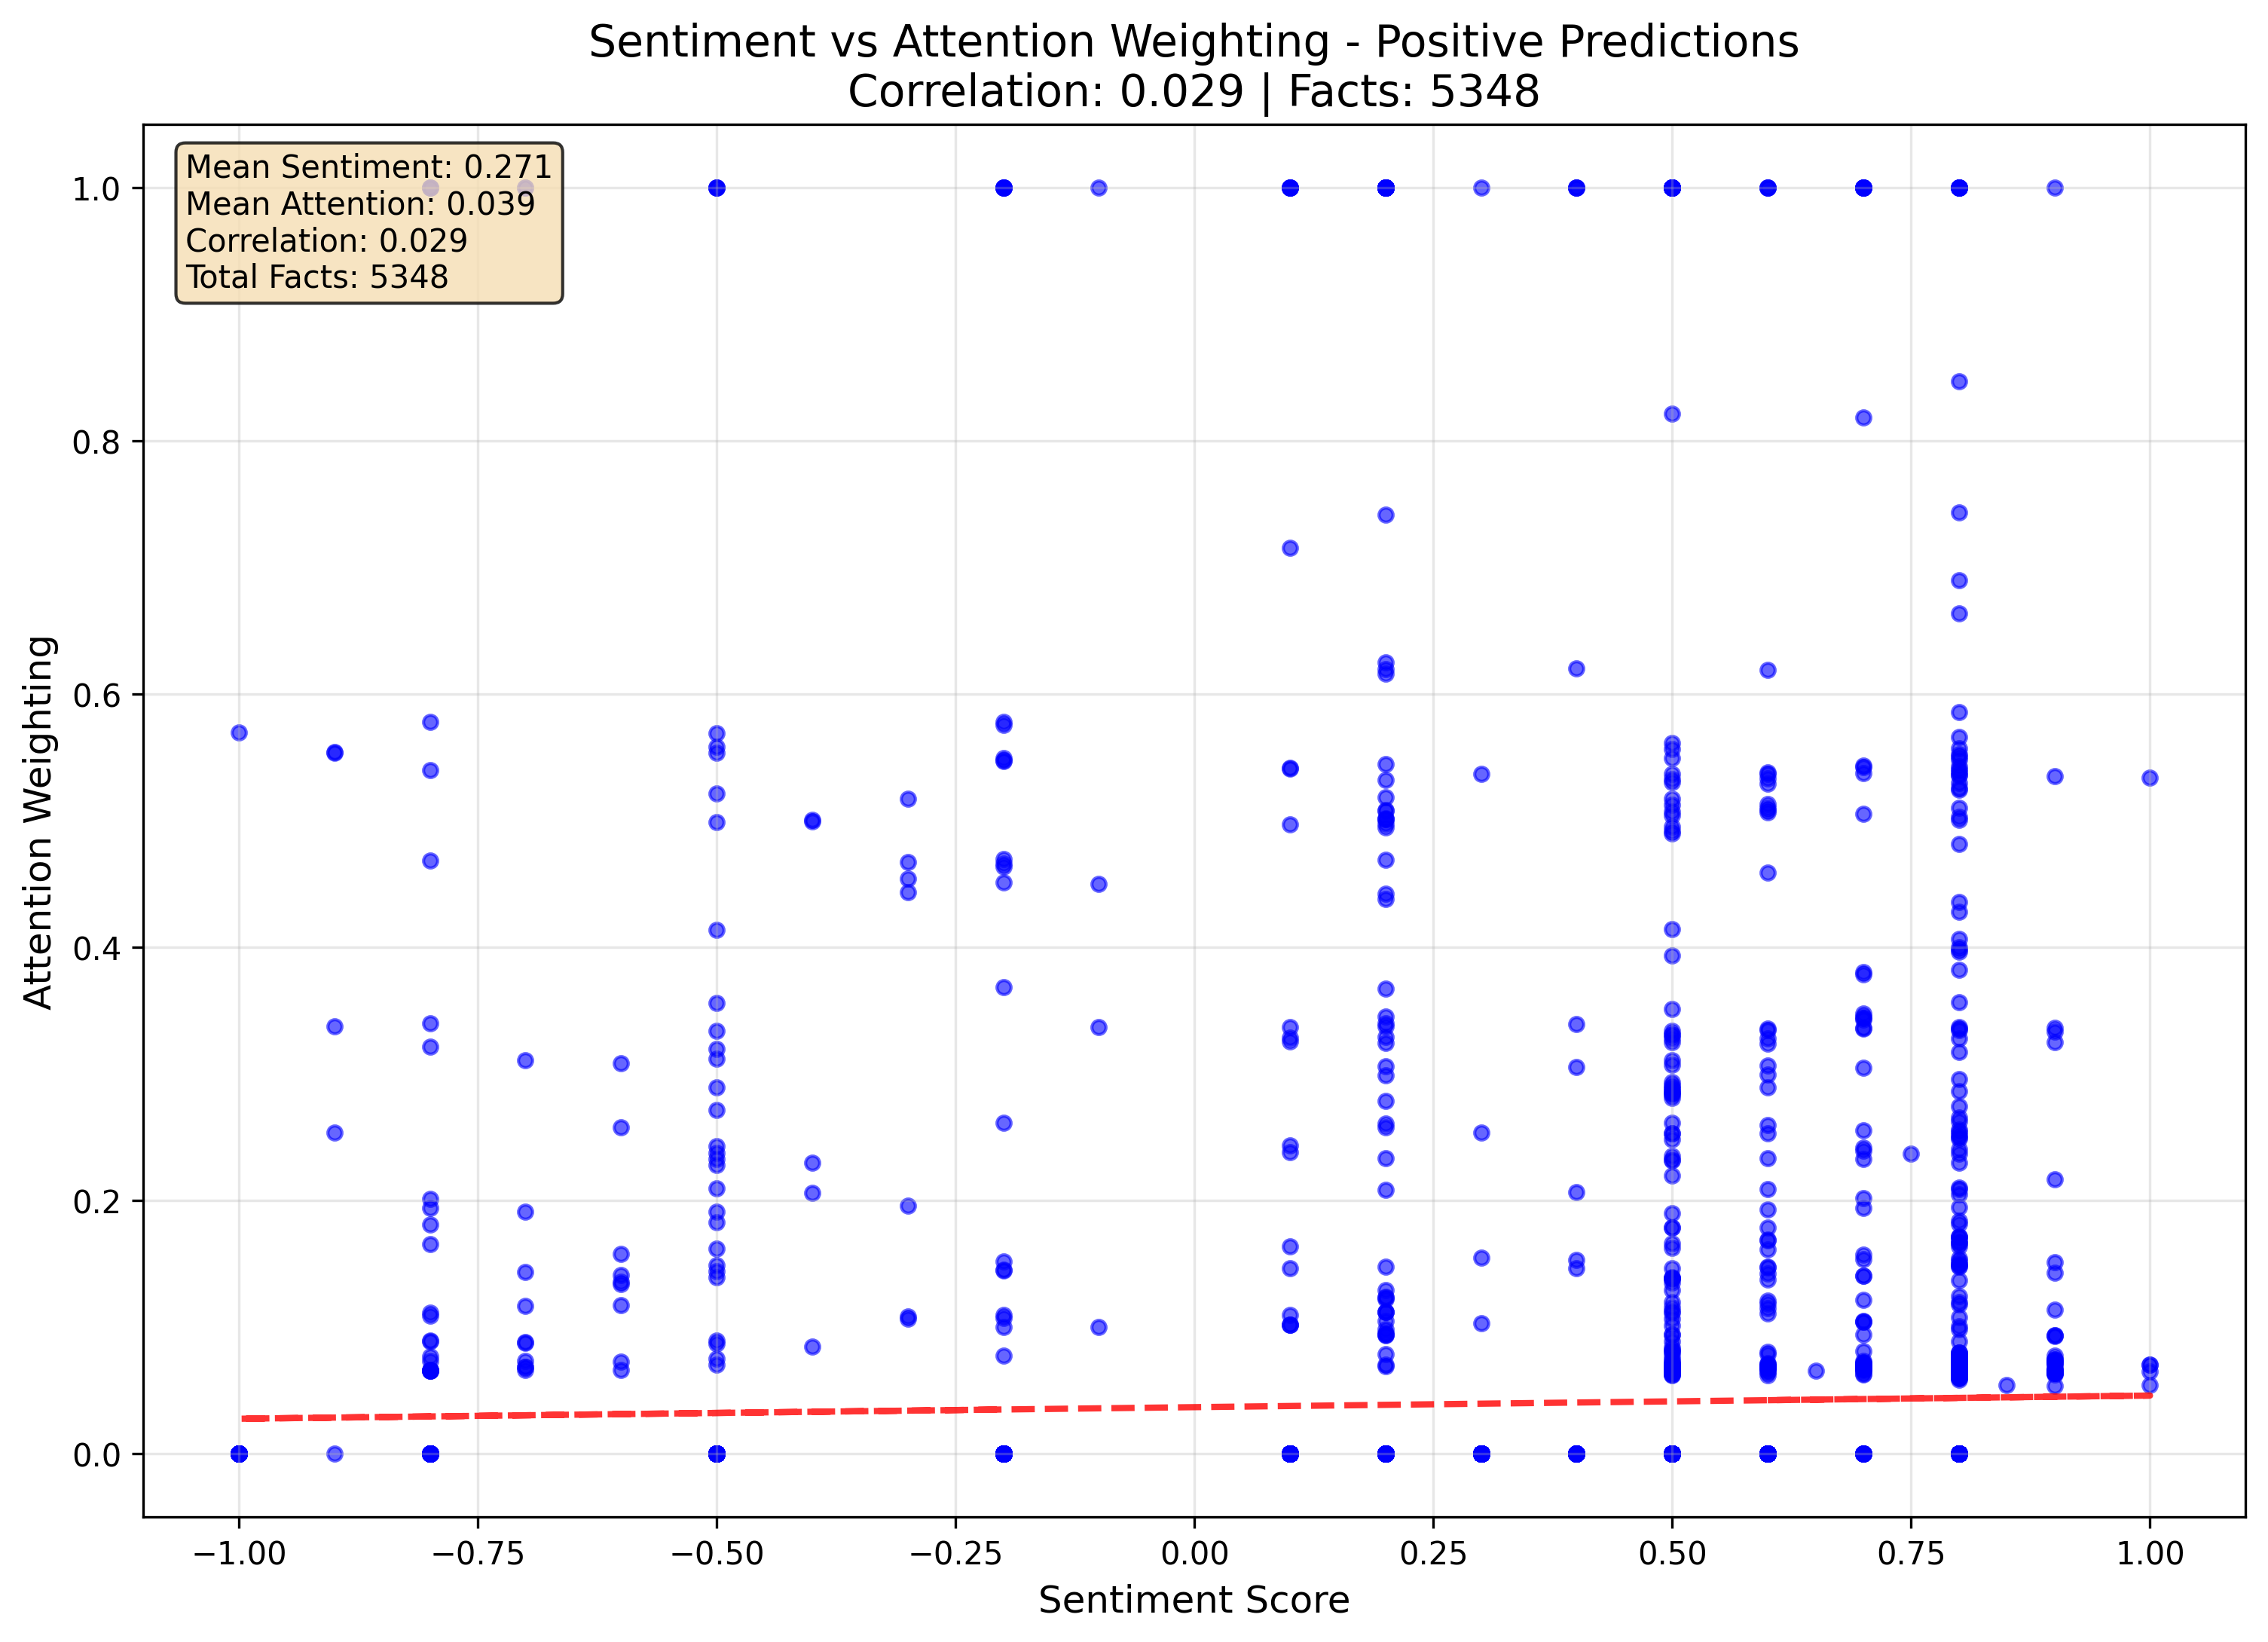 Sentiment vs Attention Weighting - Positive Predictions
Correlation: 0.029 | Facts: 5348
Mean Sentiment: 0.271
Mean Attention: 0.039
Correlation: 0.029
Total Facts: 5348
Attention Weighting
1.0
0.8
0.6
0.4
0.2
0.0
−1.00 −0.75 −0.50 −0.25 0.00 0.25 0.50 0.75 1.00
Sentiment Score